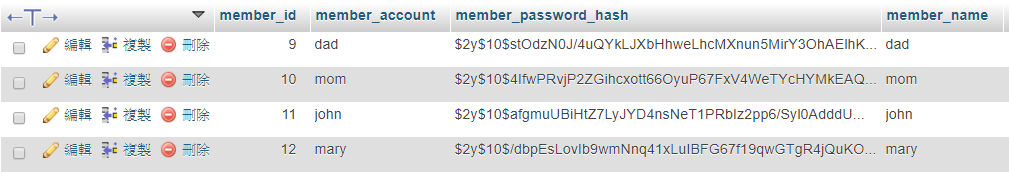 ←T→ member_id member_account member_password_hash member_name
編輯 複製 刪除 9 dad $2y$10$stOdzN0J/4uQYkLJXbHhweLhcMXnun5MirY3OhAEIhK... dad
編輯 複製 刪除 10 mom $2y$10$4IfwPRvjP2ZGihcxott66OyuP67FxV4WeTYcHYMkEAQ... mom
編輯 複製 刪除 11 john $2y$10$afgmuUBiHtZ7LyJYD4nsNeT1PRbIz2pp6/SyI0AdddU... john
編輯 複製 刪除 12 mary $2y$10$/dbpEsLovIb9wmNnq41xLuIBFG67f19qwGTgR4jQuKO... mary